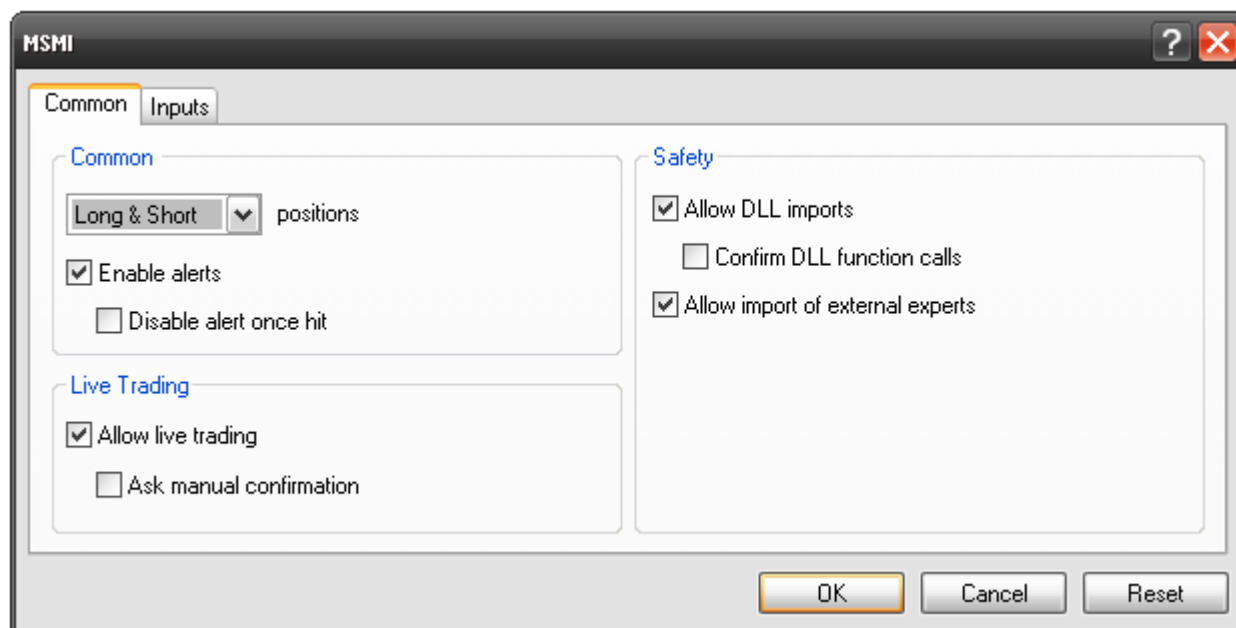 MSMI
Common
Inputs
Common
Long & Short positions
Enable alerts
Disable alert once hit
Live Trading
Allow live trading
Ask manual confirmation
Safety
Allow DLL imports
Confirm DLL function calls
Allow import of external experts
OK
Cancel
Reset